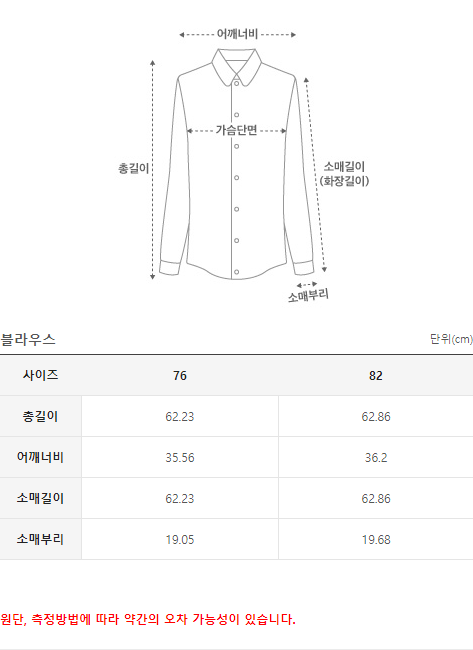 어깨너비
가슴단면
총길이
소매길이
(화장길이)
소매부리
블라우스 단위(cm)
사이즈 76 82
총길이 62.23 62.86
어깨너비 35.56 36.2
소매길이 62.23 62.86
소매부리 19.05 19.68
원단, 측정방법에 따라 약간의 오차 가능성이 있습니다.